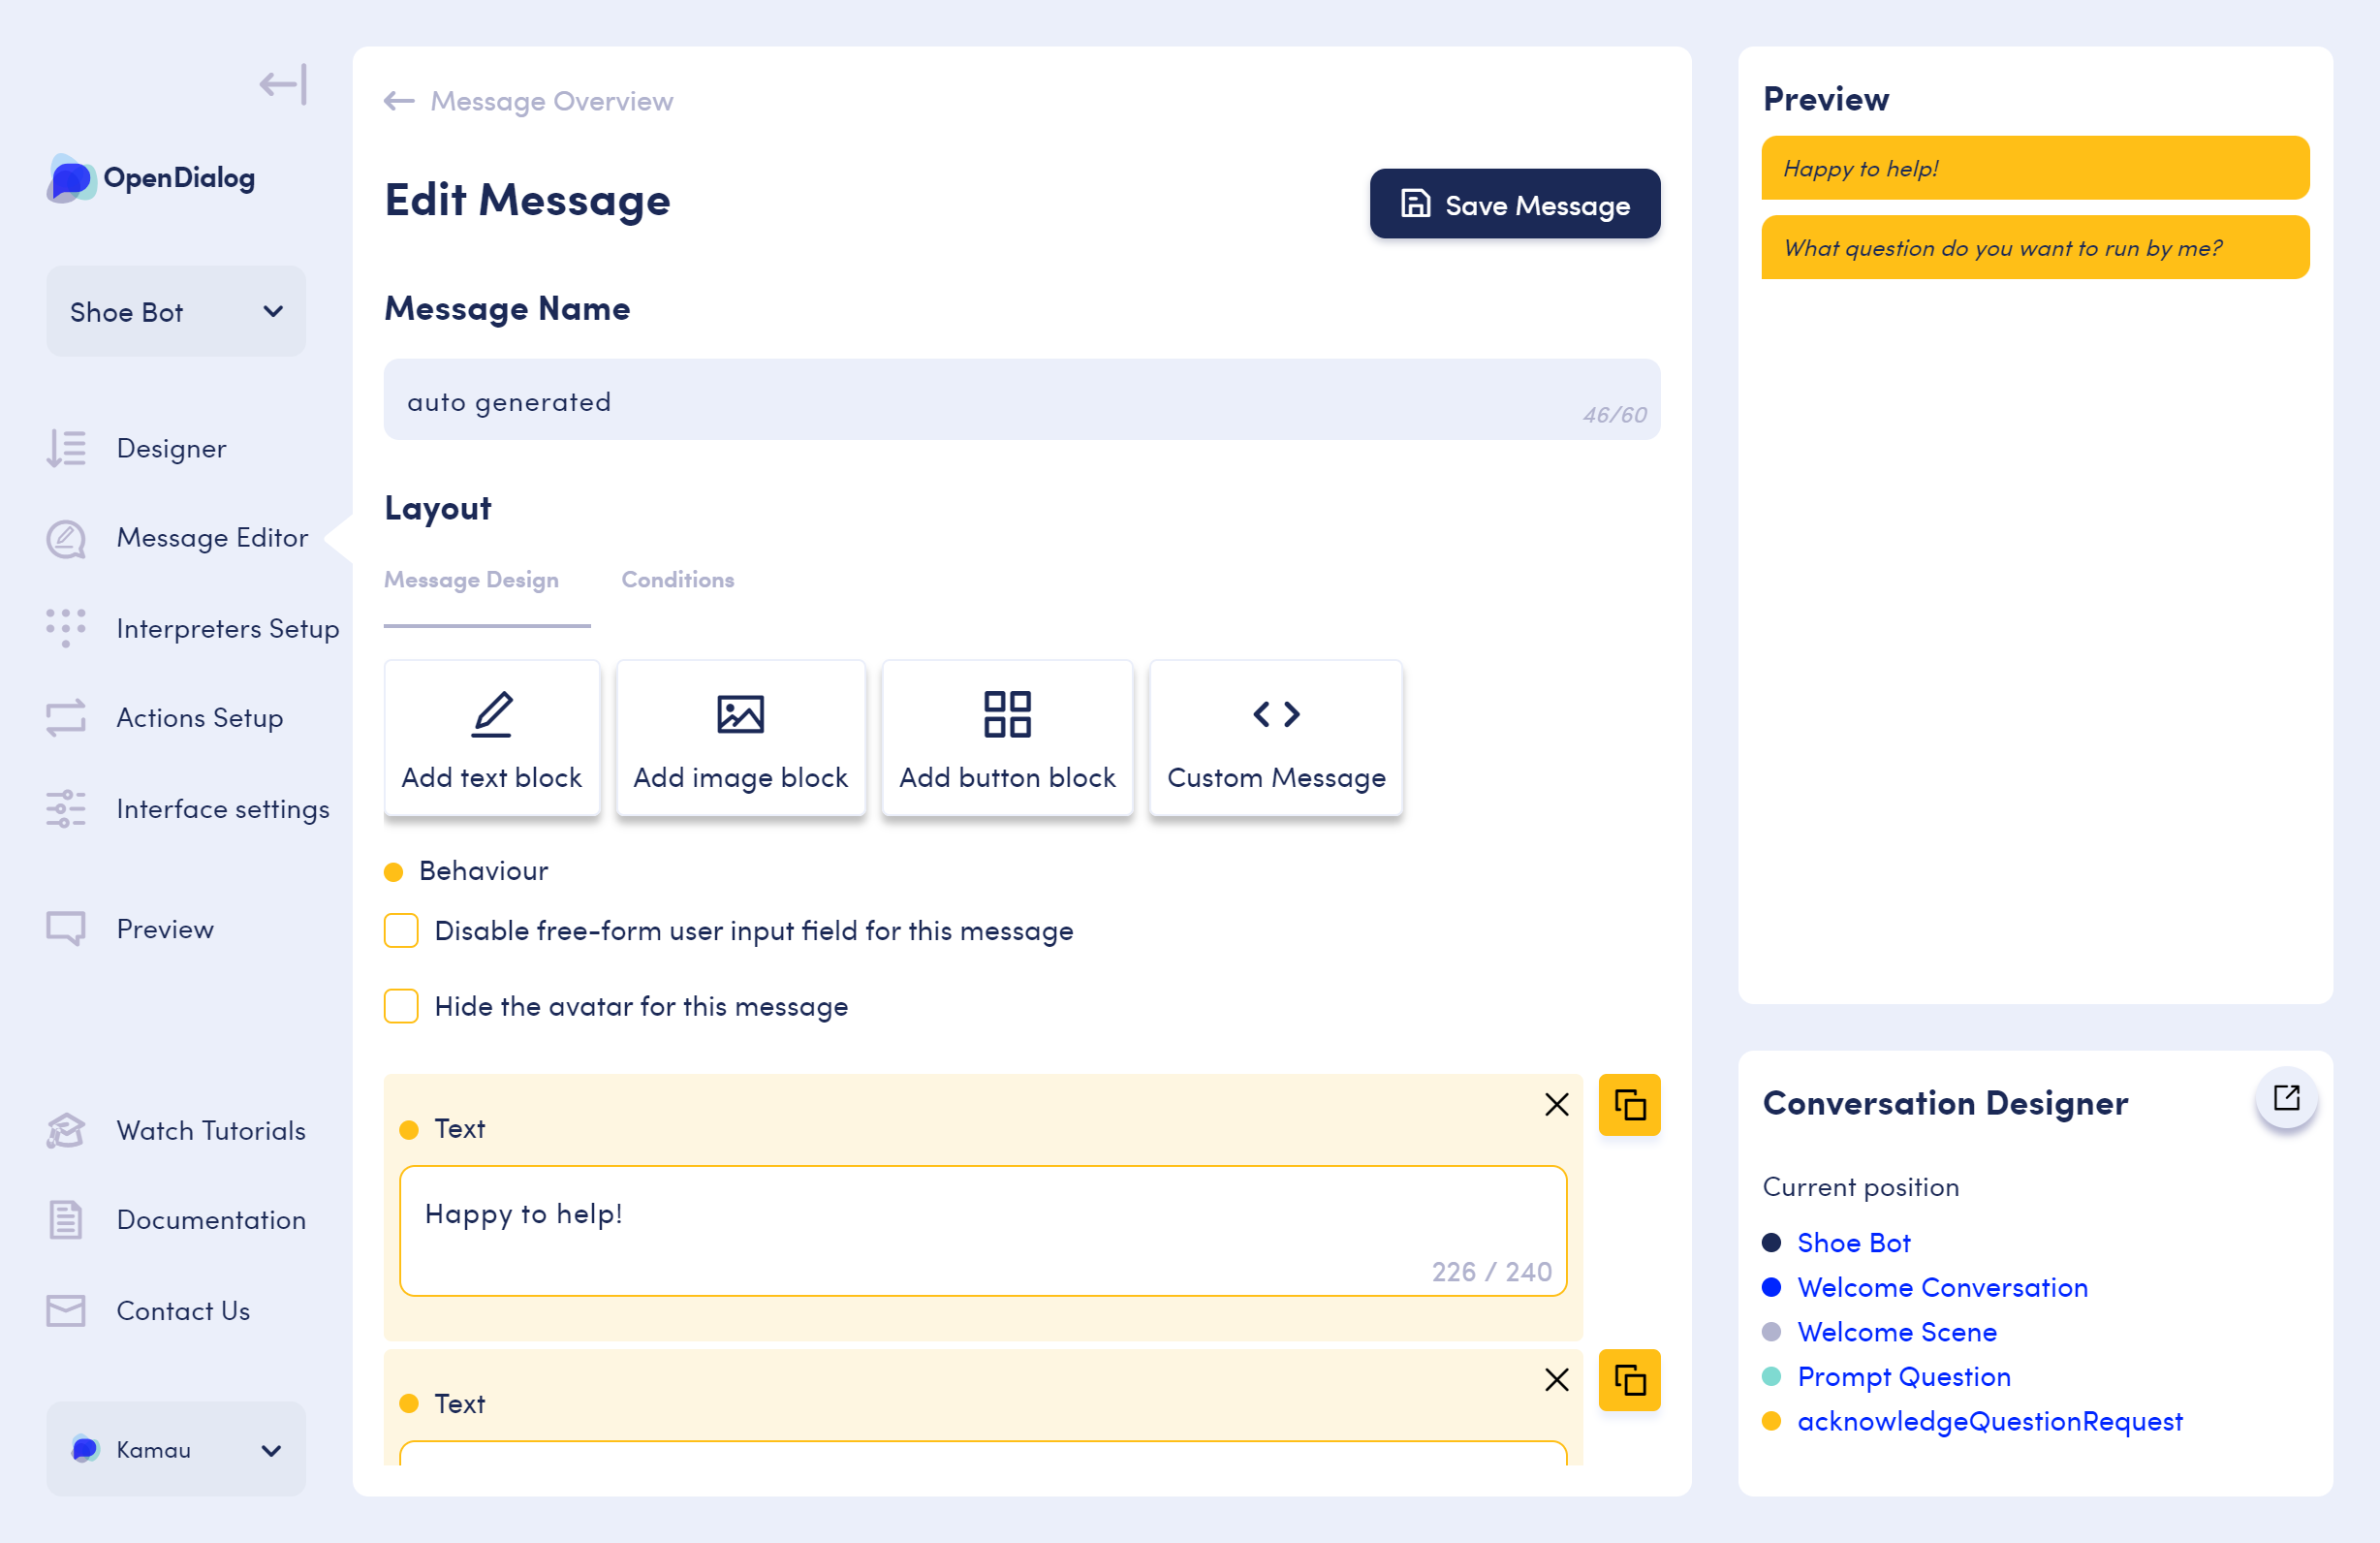 OpenDialog
Shoe Bot
Designer
Message Editor
Interpreters Setup
Actions Setup
Interface settings
Preview
Watch Tutorials
Documentation
Contact Us
Kamau
Message Overview
Edit Message
Save Message
Message Name
auto generated
46/60
Layout
Message Design Conditions
Add text block Add image block Add button block Custom Message
Behaviour
Disable free-form user input field for this message
Hide the avatar for this message
Text
Happy to help!
226 / 240
Text
Preview
Happy to help!
What question do you want to run by me?
Conversation Designer
Current position
Shoe Bot
Welcome Conversation
Welcome Scene
Prompt Question
acknowledgeQuestionRequest